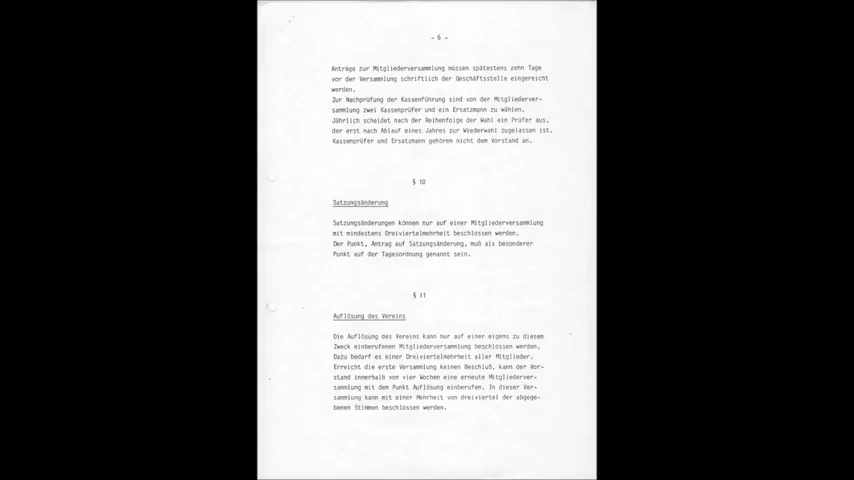 - 6 -
Anträge zur Mitgliederversammlung müssen spätestens zehn Tage
vor der Versammlung schriftlich der Geschäftsstelle eingereicht
werden.
Zur Nachprüfung der Kassenführung sind von der Mitgliederver-
sammlung zwei Kassenprüfer und ein Ersatzmann zu wählen.
Jährlich scheidet nach der Reihenfolge der Wahl ein Prüfer aus,
der erst nach Ablauf eines Jahres zur Wiederwahl zugelassen ist.
Kassenprüfer und Ersatzmann gehören nicht dem Vorstand an.
§ 10
Satzungsänderung
Satzungsänderungen können nur auf einer Mitgliederversammlung
mit mindestens Dreiviertelmehrheit beschlossen werden.
Der Punkt, Antrag auf Satzungsänderung, muß als besonderer
Punkt auf der Tagesordnung genannt sein.
§ 11
Auflösung des Vereins
Die Auflösung des Vereins kann nur auf einer eigens zu diesem
Zweck einberufenen Mitgliederversammlung beschlossen werden.
Dazu bedarf es einer Dreiviertelmehrheit aller Mitglieder.
Erreicht die erste Versammlung keinen Beschluß, kann der Vor-
stand innerhalb von vier Wochen eine erneute Mitgliederver-
sammlung mit dem Punkt Auflösung einberufen. In dieser Ver-
sammlung kann mit einer Mehrheit von dreiviertel der abgege-
benen Stimmen beschlossen werden.